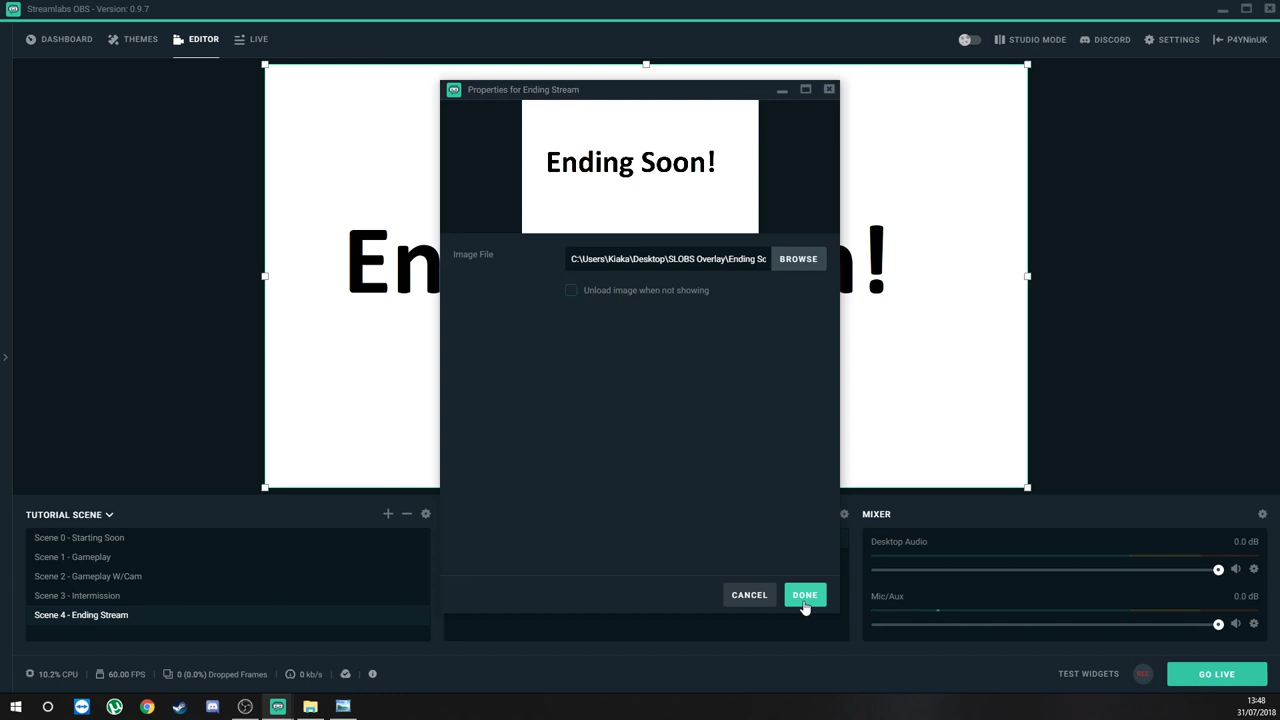 Streamlabs OBS - Version: 0.9.7
DASHBOARD THEMES EDITOR LIVE STUDIO MODE DISCORD SETTINGS P4YNinUK
Properties for Ending Stream
Ending Soon!
En !
Image File C:\Users\Kiaka\Desktop\SLOBS Overlay\Ending Sc BROWSE
Unload image when not showing
TUTORIAL SCENE
MIXER
Scene 0 - Starting Soon
Scene 1 - Gameplay
Scene 2 - Gameplay W/Cam
Scene 3 - Intermission
Scene 4 - Ending Stream
Desktop Audio 0.0 dB
Mic/Aux 0.0 dB
CANCEL DONE
10.2% CPU 60.00 FPS 0 (0.0%) Dropped Frames 0 kb/s TEST WIDGETS REC GO LIVE
13:48
31/07/2018